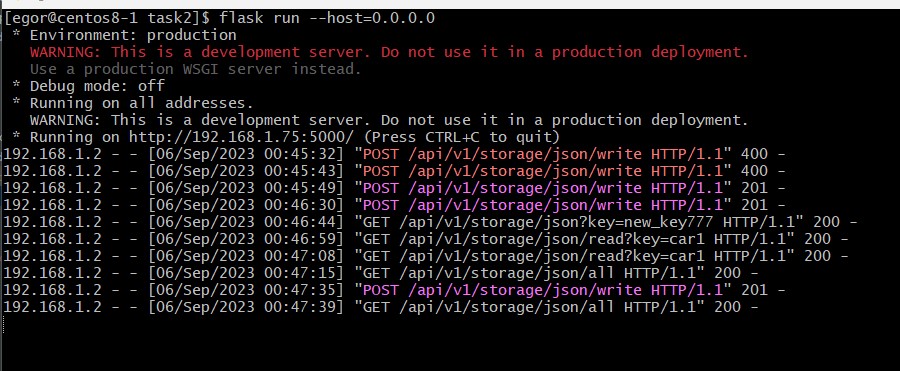 [egor@centos8-1 task2]$ flask run --host=0.0.0.0
* Environment: production
WARNING: This is a development server. Do not use it in a production deployment.
Use a production WSGI server instead.
* Debug mode: off
* Running on all addresses.
WARNING: This is a development server. Do not use it in a production deployment.
* Running on http://192.168.1.75:5000/ (Press CTRL+C to quit)
192.168.1.2 - - [06/Sep/2023 00:45:32] "POST /api/v1/storage/json/write HTTP/1.1" 400 -
192.168.1.2 - - [06/Sep/2023 00:45:43] "POST /api/v1/storage/json/write HTTP/1.1" 400 -
192.168.1.2 - - [06/Sep/2023 00:45:49] "POST /api/v1/storage/json/write HTTP/1.1" 201 -
192.168.1.2 - - [06/Sep/2023 00:46:30] "POST /api/v1/storage/json/write HTTP/1.1" 201 -
192.168.1.2 - - [06/Sep/2023 00:46:44] "GET /api/v1/storage/json?key=new_key777 HTTP/1.1" 200 -
192.168.1.2 - - [06/Sep/2023 00:46:59] "GET /api/v1/storage/json/read?key=car1 HTTP/1.1" 200 -
192.168.1.2 - - [06/Sep/2023 00:47:08] "GET /api/v1/storage/json/read?key=car1 HTTP/1.1" 200 -
192.168.1.2 - - [06/Sep/2023 00:47:15] "GET /api/v1/storage/json/all HTTP/1.1" 200 -
192.168.1.2 - - [06/Sep/2023 00:47:35] "POST /api/v1/storage/json/write HTTP/1.1" 201 -
192.168.1.2 - - [06/Sep/2023 00:47:39] "GET /api/v1/storage/json/all HTTP/1.1" 200 -